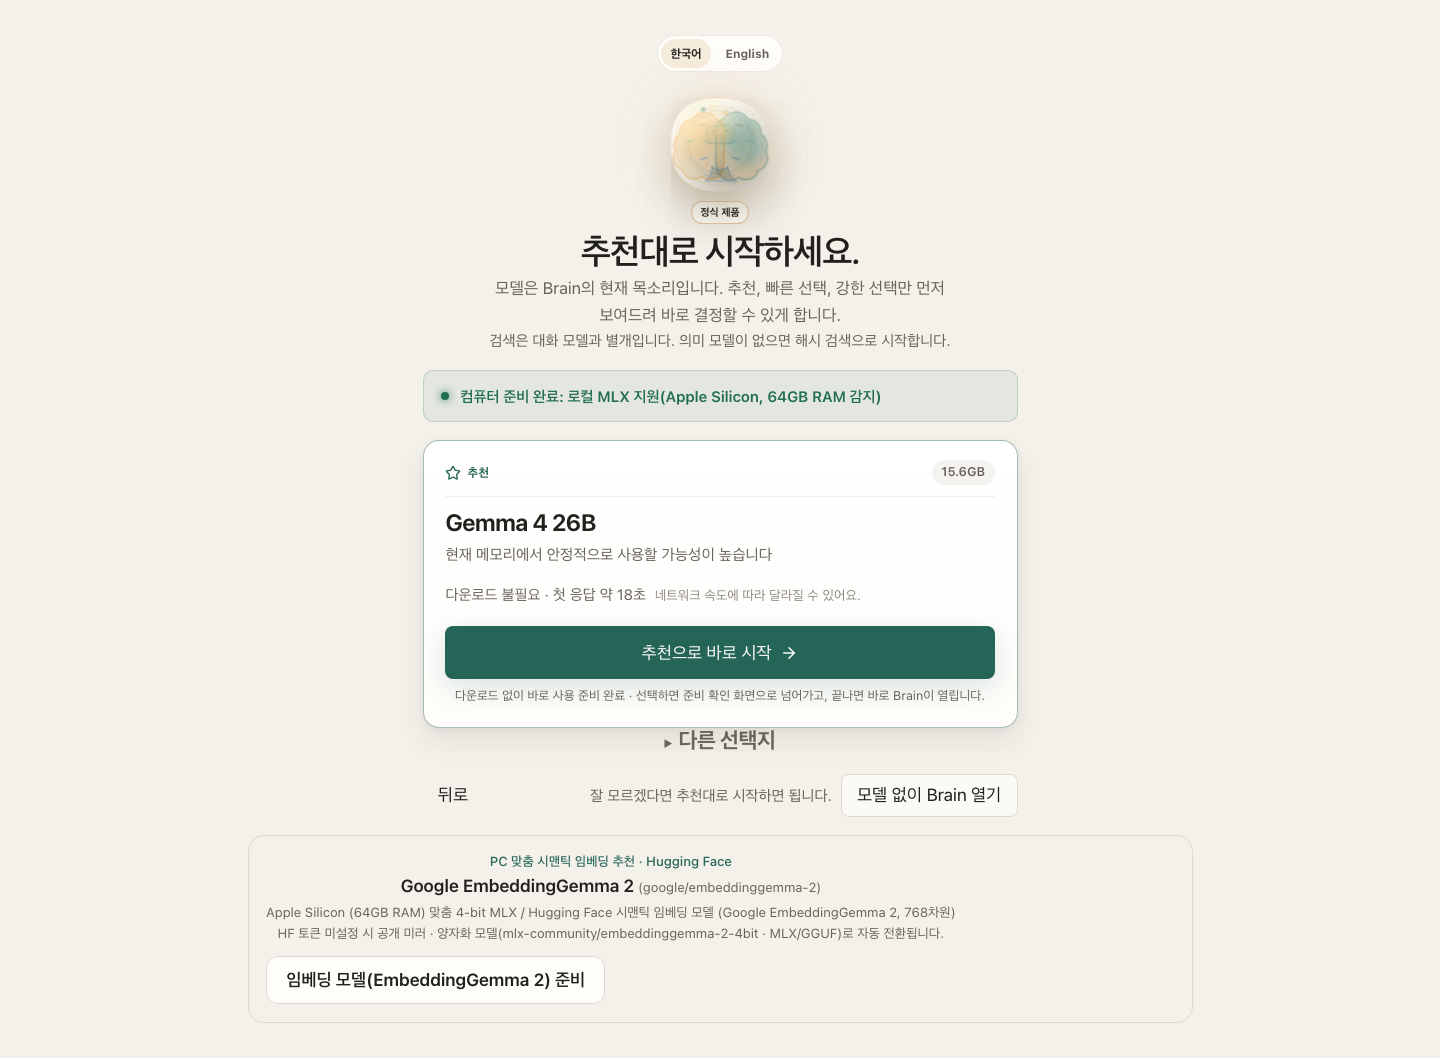 한국어 English
정식 제품
추천대로 시작하세요.
모델은 Brain의 현재 목소리입니다. 추천, 빠른 선택, 강한 선택만 먼저
보여드려 바로 결정할 수 있게 합니다.
검색은 대화 모델과 별개입니다. 의미 모델이 없으면 해시 검색으로 시작합니다.
컴퓨터 준비 완료: 로컬 MLX 지원(Apple Silicon, 64GB RAM 감지)
추천 15.6GB
Gemma 4 26B
현재 메모리에서 안정적으로 사용할 가능성이 높습니다
다운로드 불필요 · 첫 응답 약 18초 네트워크 속도에 따라 달라질 수 있어요.
추천으로 바로 시작 →
다운로드 없이 바로 사용 준비 완료 · 선택하면 준비 확인 화면으로 넘어가고, 끝나면 바로 Brain이 열립니다.
▸ 다른 선택지
뒤로 잘 모르겠다면 추천대로 시작하면 됩니다. 모델 없이 Brain 열기
PC 맞춤 시맨틱 임베딩 추천 · Hugging Face
Google EmbeddingGemma 2 (google/embeddinggemma-2)
Apple Silicon (64GB RAM) 맞춤 4-bit MLX / Hugging Face 시맨틱 임베딩 모델 (Google EmbeddingGemma 2, 768차원)
HF 토큰 미설정 시 공개 미러 · 양자화 모델(mlx-community/embeddinggemma-2-4bit · MLX/GGUF)로 자동 전환됩니다.
임베딩 모델(EmbeddingGemma 2) 준비